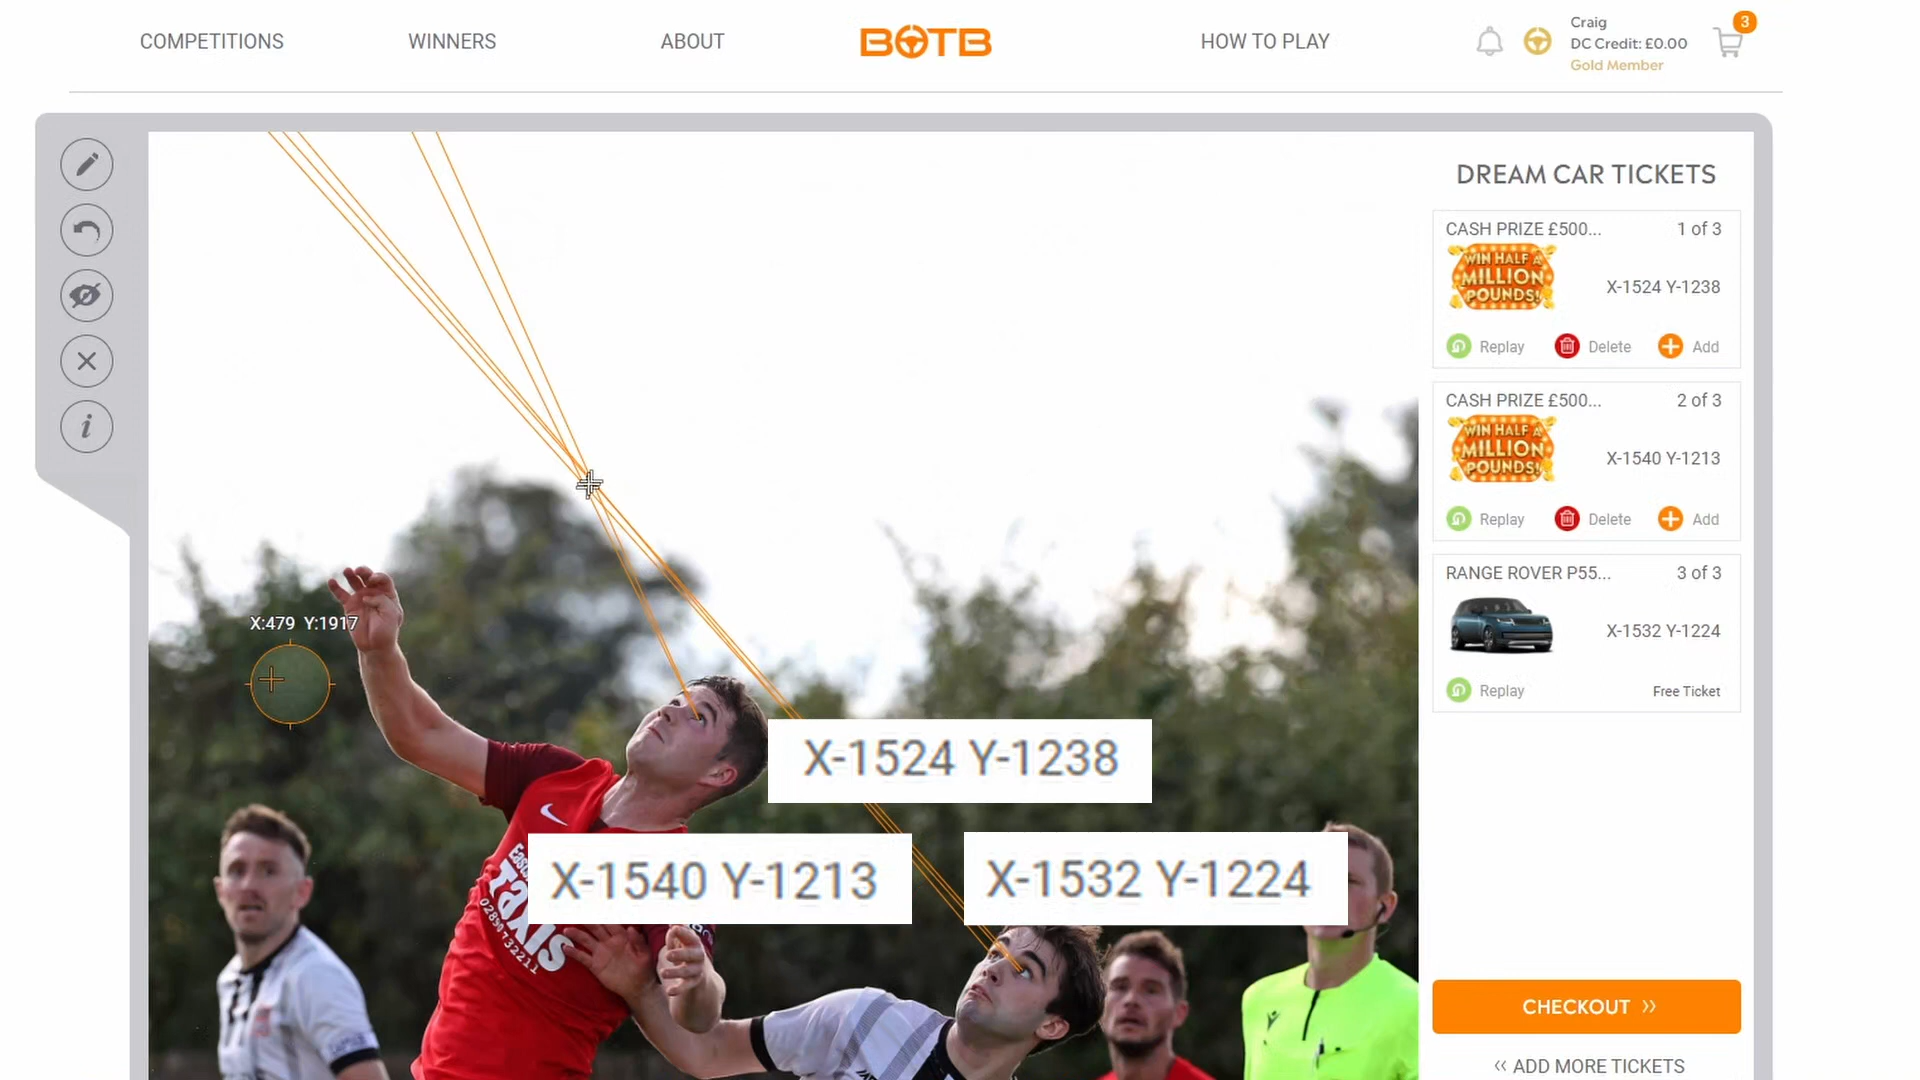 COMPETITIONS
WINNERS
ABOUT
BOTB
HOW TO PLAY
Craig
DC Credit: £0.00
Gold Member
3
DREAM CAR TICKETS
CASH PRIZE £500...
1 of 3
WIN HALF A
MILLION
POUNDS!
X-1524 Y-1238
Replay
Delete
Add
CASH PRIZE £500...
2 of 3
WIN HALF A
MILLION
POUNDS!
X-1540 Y-1213
Replay
Delete
Add
RANGE ROVER P55...
3 of 3
X-1532 Y-1224
Replay
Free Ticket
X:479 Y:1917
X-1524 Y-1238
X-1540 Y-1213
X-1532 Y-1224
TAXIS
02890732211
CHECKOUT »
« ADD MORE TICKETS